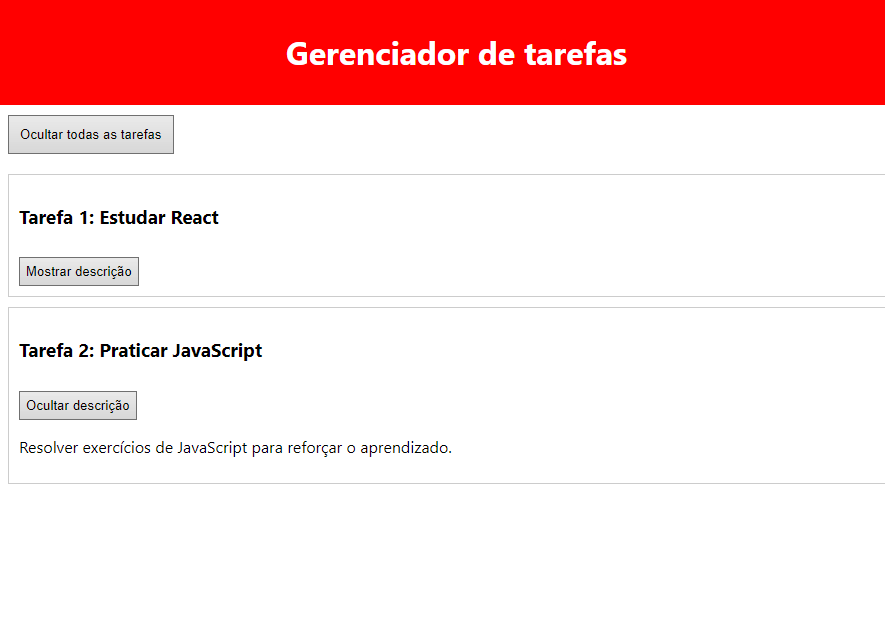 Gerenciador de tarefas
Ocultar todas as tarefas
Tarefa 1: Estudar React
Mostrar descrição
Tarefa 2: Praticar JavaScript
Ocultar descrição
Resolver exercícios de JavaScript para reforçar o aprendizado.